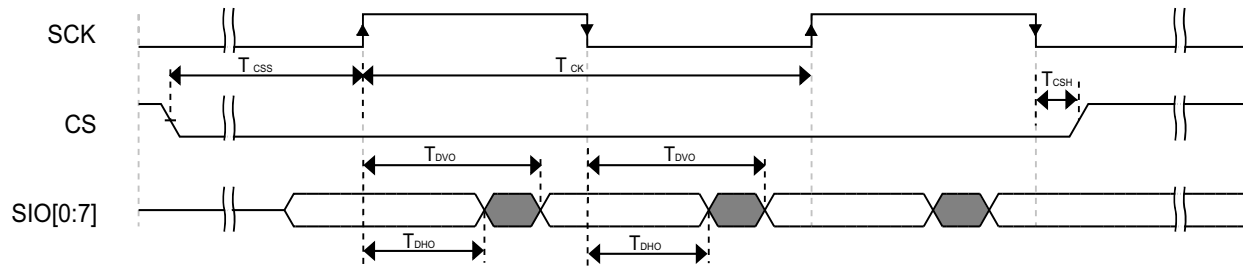 SCK
TCSS
TCK
TCSH
CS
TDVO
TDVO
SIO[0:7]
TDHO
TDHO